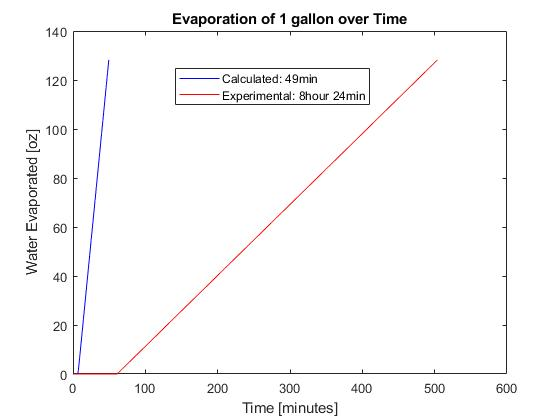 Evaporation of 1 gallon over Time
140
120
100
80
60
40
20
0
Water Evaporated [oz]
Calculated: 49min
Experimental: 8hour 24min
0 100 200 300 400 500 600
Time [minutes]